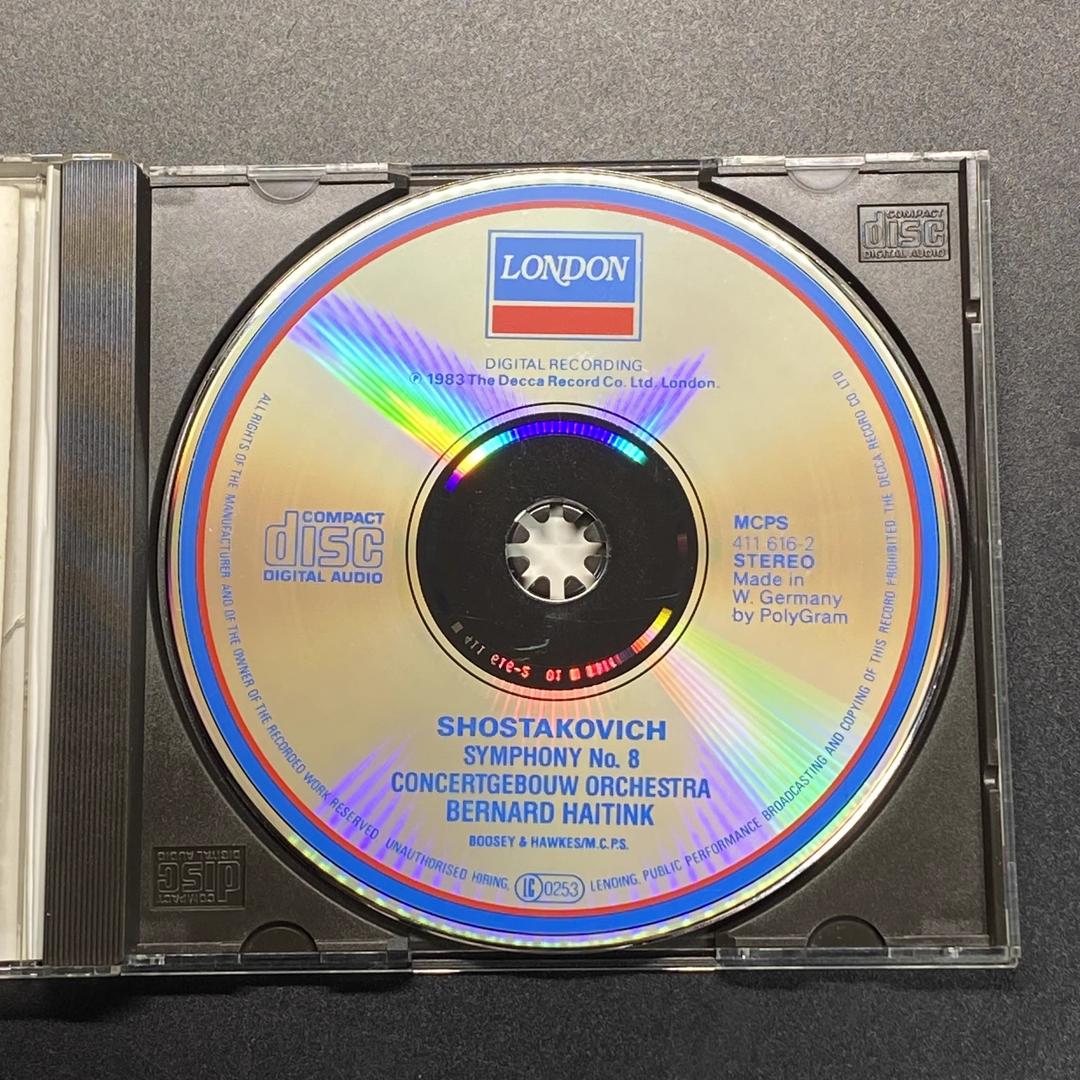 COMPACT
disc
DIGITAL AUDIO
LONDON
DIGITAL RECORDING
℗ 1983 The Decca Record Co. Ltd. London.
COMPACT
disc
DIGITAL AUDIO
MCPS
411 616-2
STEREO
Made in
W. Germany
by PolyGram
SHOSTAKOVICH
SYMPHONY No. 8
CONCERTGEBOUW ORCHESTRA
BERNARD HAITINK
BOOSEY & HAWKES/M.C.P.S.
LC 0253
ALL RIGHTS OF THE MANUFACTURER AND OF THE OWNER OF THE RECORDED WORK RESERVED UNAUTHORISED HIRING, LENDING, PUBLIC PERFORMANCE BROADCASTING AND COPYING OF THIS RECORD PROHIBITED THE DECCA RECORD CO LTD
COMPACT
disc
DIGITAL AUDIO